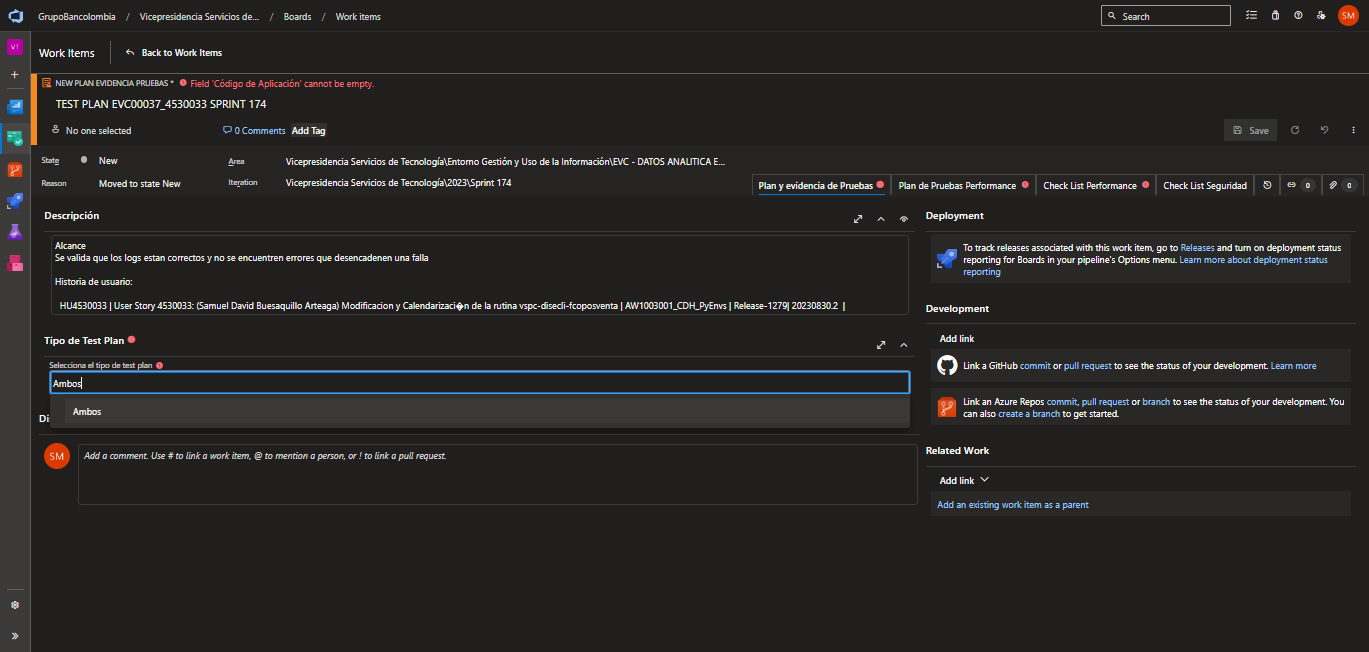 GrupoBancolombia / Vicepresidencia Servicios de... / Boards / Work items
Search
SM
VT
Work Items
Back to Work Items
NEW PLAN EVIDENCIA PRUEBAS * Field 'Código de Aplicación' cannot be empty.
TEST PLAN EVC00037_4530033 SPRINT 174
No one selected
0 Comments
Add Tag
Save
State
New
Area
Vicepresidencia Servicios de Tecnología\Entorno Gestión y Uso de la Información\EVC - DATOS ANALITICA E...
Reason
Moved to state New
Iteration
Vicepresidencia Servicios de Tecnología\2023\Sprint 174
Plan y evidencia de Pruebas
Plan de Pruebas Performance
Check List Performance
Check List Seguridad
0
0
Descripción
Alcance
Se valida que los logs estan correctos y no se encuentren errores que desencadenen una falla
Historia de usuario:
HU4530033 | User Story 4530033: (Samuel David Buesaquillo Arteaga) Modificacion y Calendarizaci�n de la rutina vspc-disecli-fcoposventa | AW1003001_CDH_PyEnvs | Release-1279| 20230830.2 |
Tipo de Test Plan
Selecciona el tipo de test plan
Ambos
Ambos
Di
SM
Add a comment. Use # to link a work item, @ to mention a person, or ! to link a pull request.
Deployment
To track releases associated with this work item, go to Releases and turn on deployment status
reporting for Boards in your pipeline's Options menu. Learn more about deployment status
reporting
Development
Add link
Link a GitHub commit or pull request to see the status of your development. Learn more
Link an Azure Repos commit, pull request or branch to see the status of your development. You
can also create a branch to get started.
Related Work
Add link
Add an existing work item as a parent